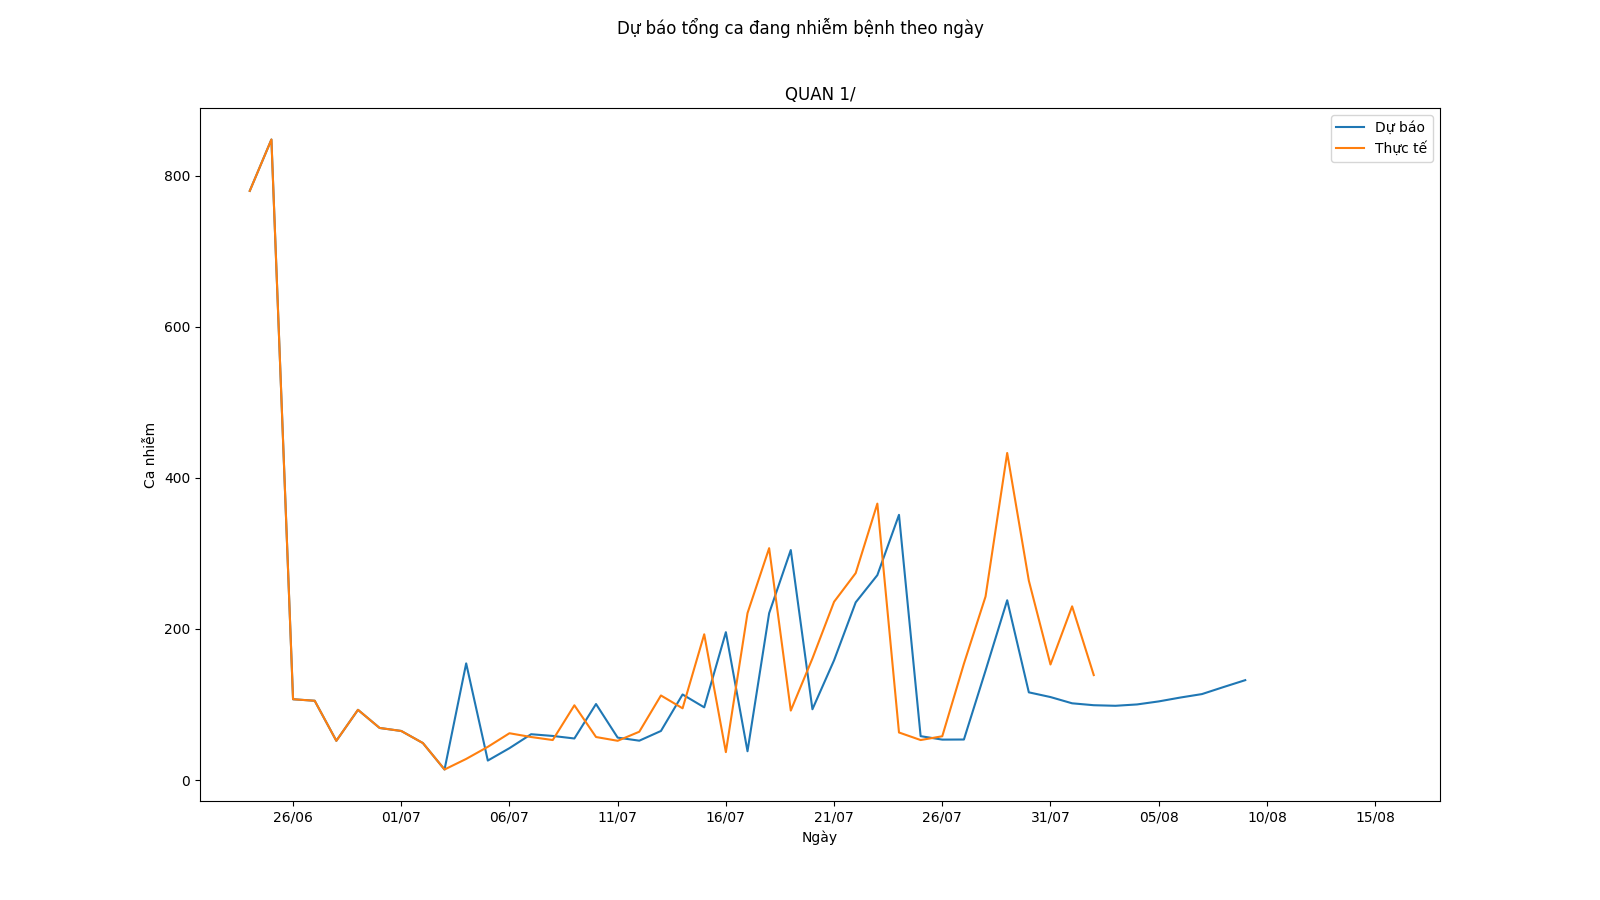 Dự báo tổng ca đang nhiễm bệnh theo ngày
QUAN 1/
Dự báo
Thực tế
800
600
400
200
0
Ca nhiễm
26/06
01/07
06/07
11/07
16/07
21/07
26/07
31/07
05/08
10/08
15/08
Ngày